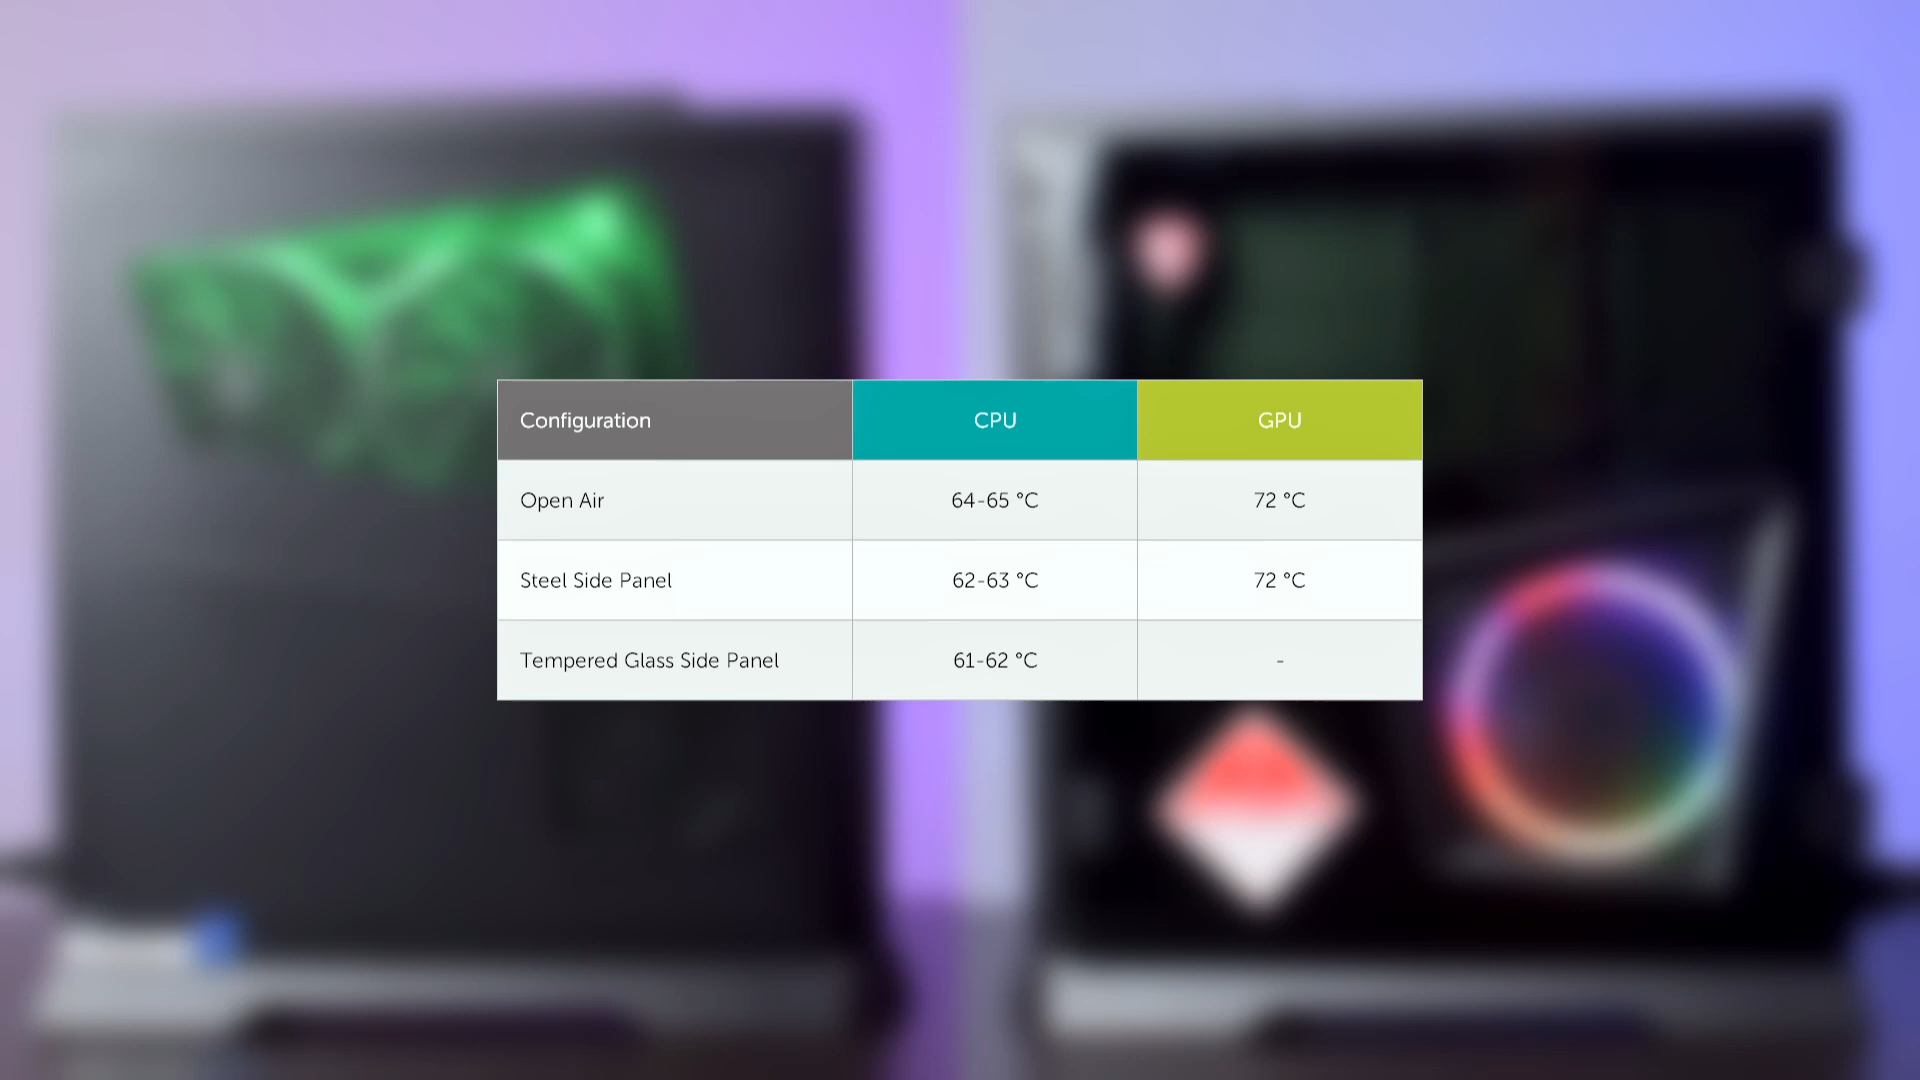 Configuration CPU GPU
Open Air 64-65 °C 72 °C
Steel Side Panel 62-63 °C 72 °C
Tempered Glass Side Panel 61-62 °C -